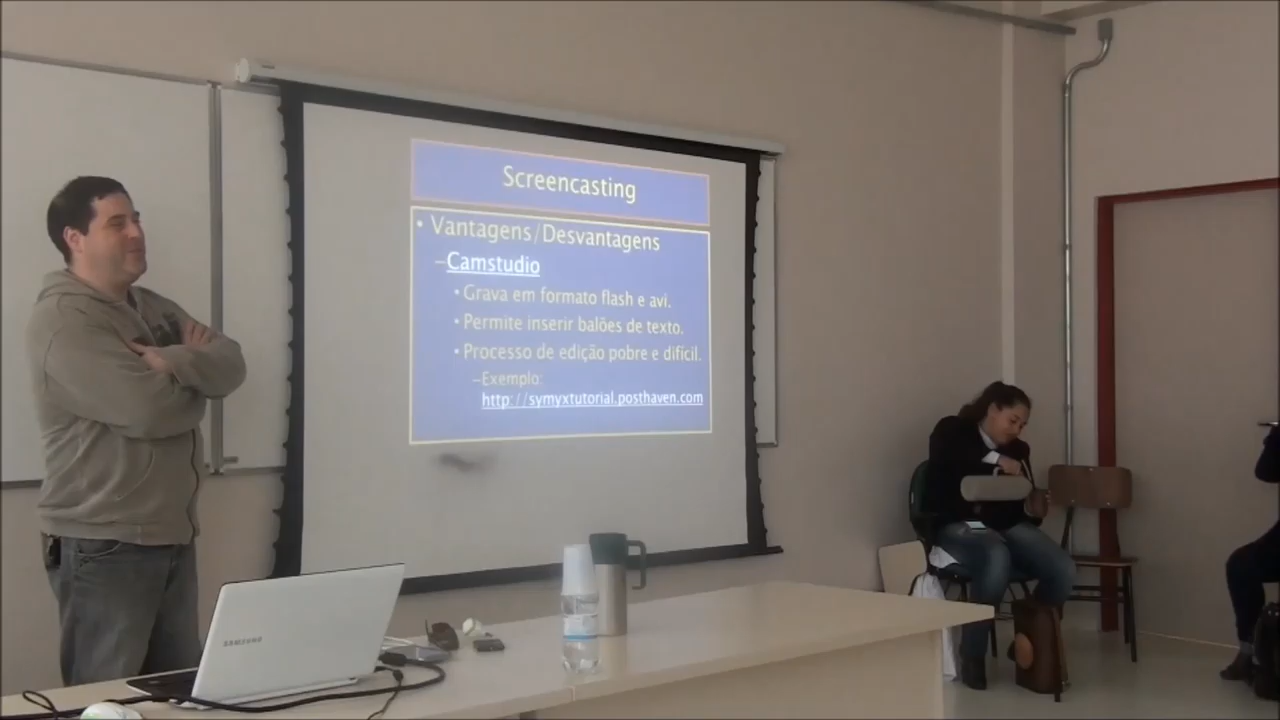 Screencasting
• Vantagens/Desvantagens
–Camstudio
• Grava em formato flash e avi.
• Permite inserir balões de texto.
• Processo de edição pobre e difícil.
–Exemplo:
http://symyxtutorial.posthaven.com
SAMSUNG